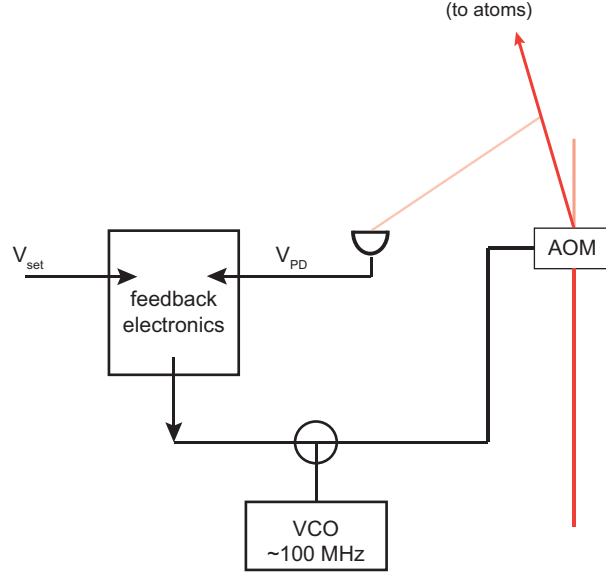 (to atoms)
AOM
V_set
V_PD
feedback
electronics
VCO
~100 MHz